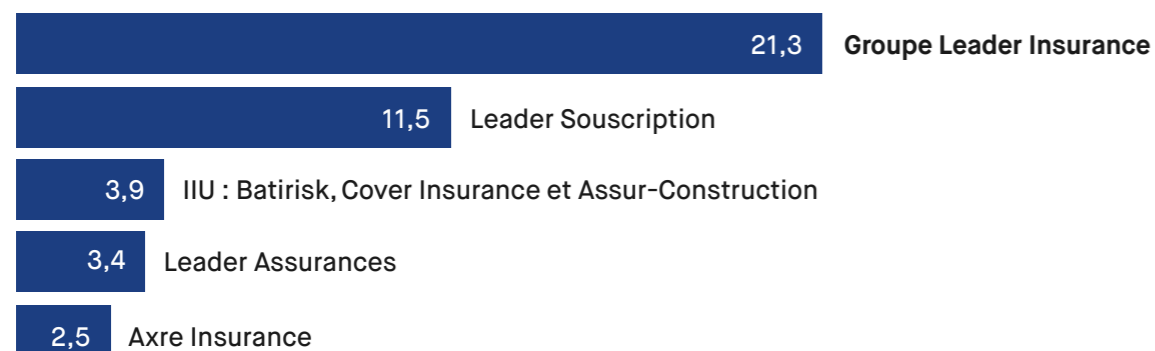 21,3 Groupe Leader Insurance
11,5 Leader Souscription
3,9 IIU : Batirisk, Cover Insurance et Assur-Construction
3,4 Leader Assurances
2,5 Axre Insurance